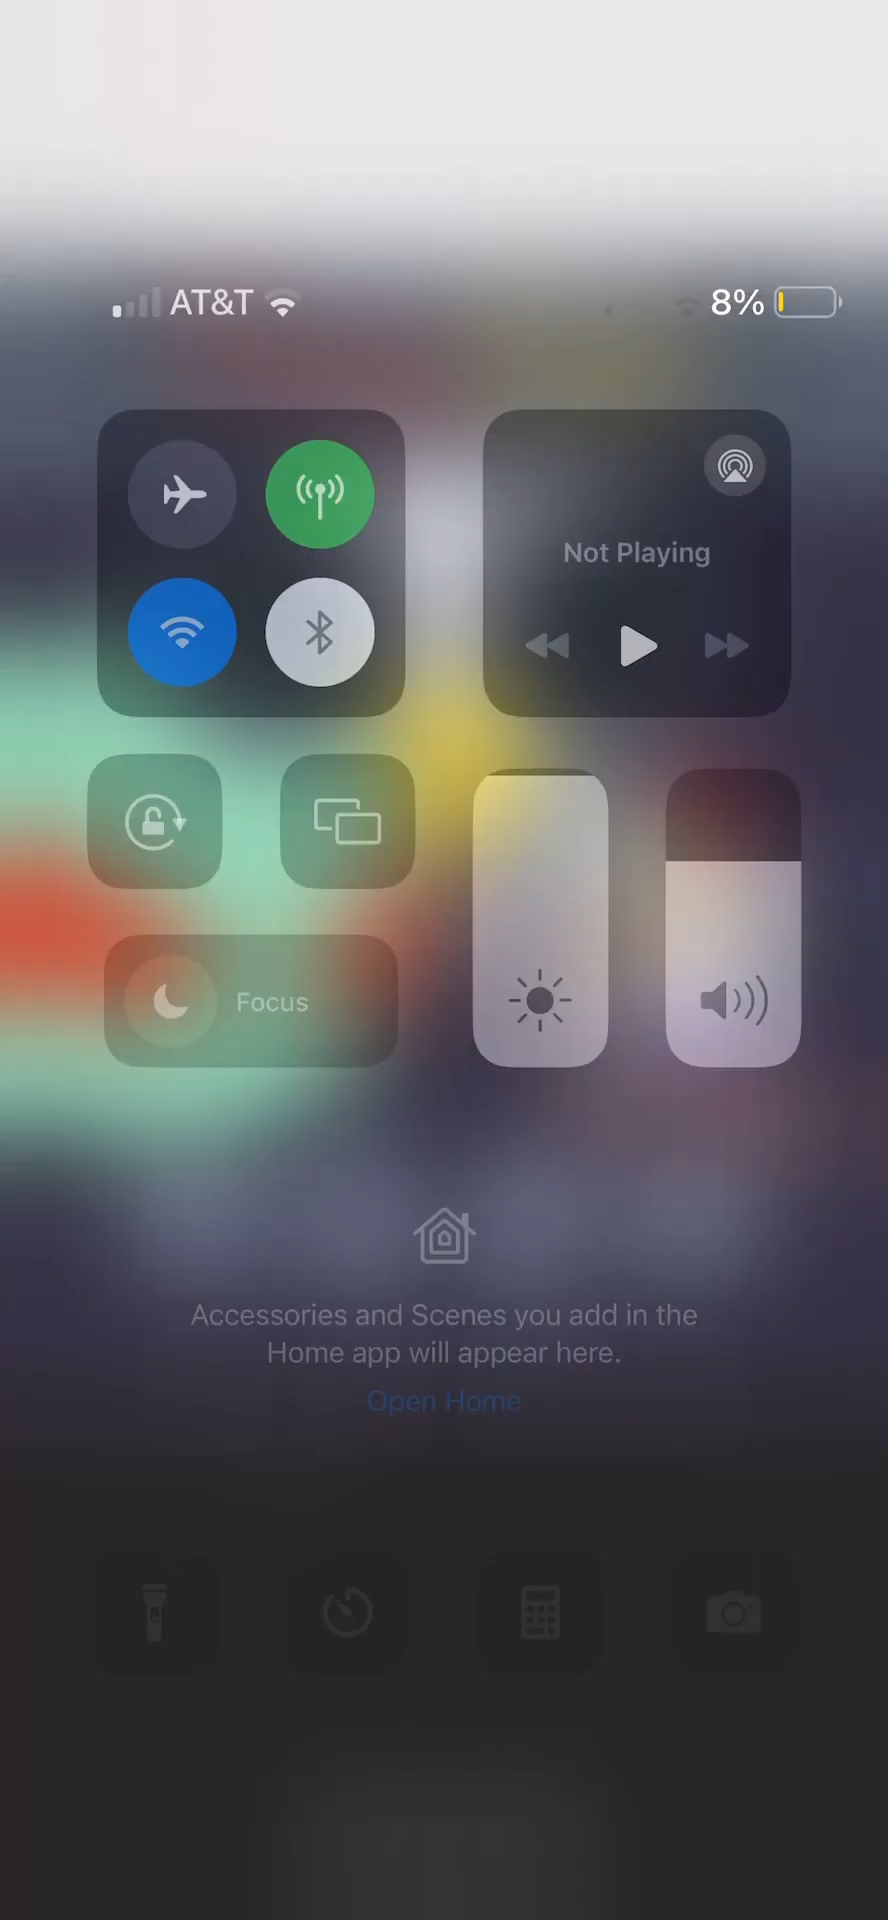 AT&T 8%
Not Playing
Focus
Accessories and Scenes you add in the
Home app will appear here.
Open Home